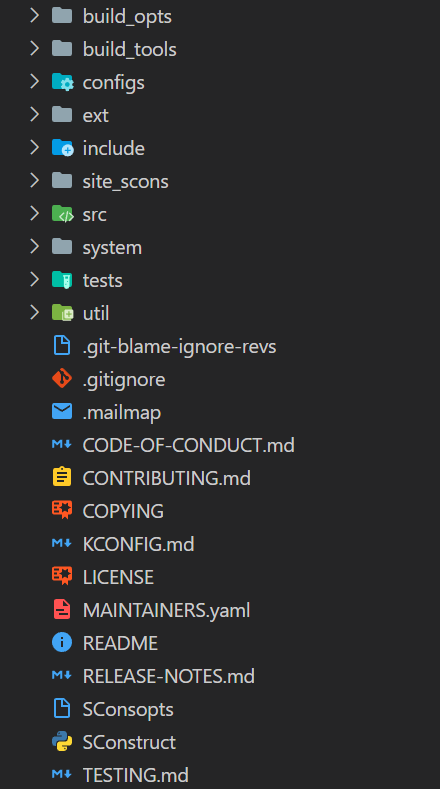 build_opts
build_tools
configs
ext
include
site_scons
src
system
tests
util
.git-blame-ignore-revs
.gitignore
.mailmap
CODE-OF-CONDUCT.md
CONTRIBUTING.md
COPYING
KCONFIG.md
LICENSE
MAINTAINERS.yaml
README
RELEASE-NOTES.md
SConsopts
SConstruct
TESTING.md